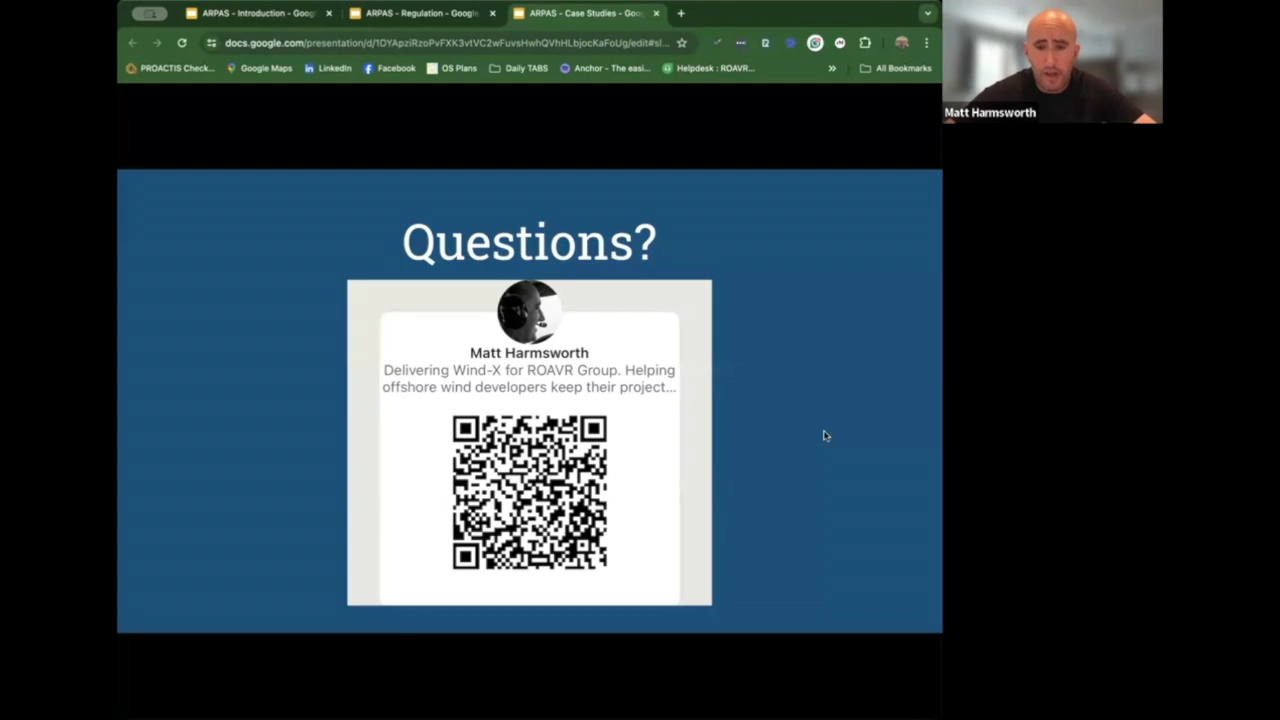 ARPAS - Introduction - Goog
ARPAS - Regulation - Google
ARPAS - Case Studies - Goo
docs.google.com/presentation/d/1DYApziRzoPvFXK3vtVC2wFuvsHwhQVhHLbjocKaFoUg/edit#sl...
PROACTIS Check...
Google Maps
LinkedIn
Facebook
OS Plans
Daily TABS
Anchor - The easi...
Helpdesk : ROAVR...
All Bookmarks
Matt Harmsworth
Questions?
Matt Harmsworth
Delivering Wind-X for ROAVR Group. Helping
offshore wind developers keep their project...